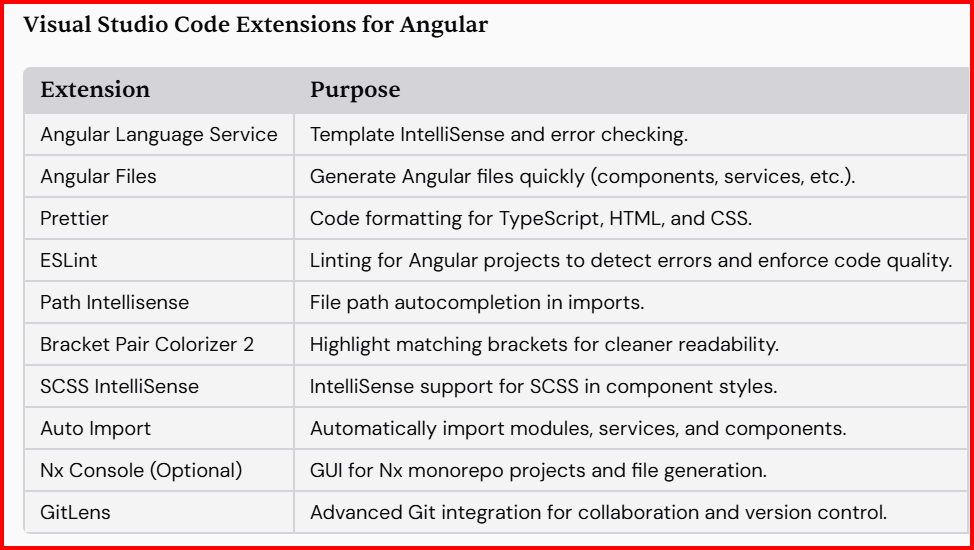 Visual Studio Code Extensions for Angular
Extension Purpose
Angular Language Service Template IntelliSense and error checking.
Angular Files Generate Angular files quickly (components, services, etc.).
Prettier Code formatting for TypeScript, HTML, and CSS.
ESLint Linting for Angular projects to detect errors and enforce code quality.
Path Intellisense File path autocompletion in imports.
Bracket Pair Colorizer 2 Highlight matching brackets for cleaner readability.
SCSS IntelliSense IntelliSense support for SCSS in component styles.
Auto Import Automatically import modules, services, and components.
Nx Console (Optional) GUI for Nx monorepo projects and file generation.
GitLens Advanced Git integration for collaboration and version control.